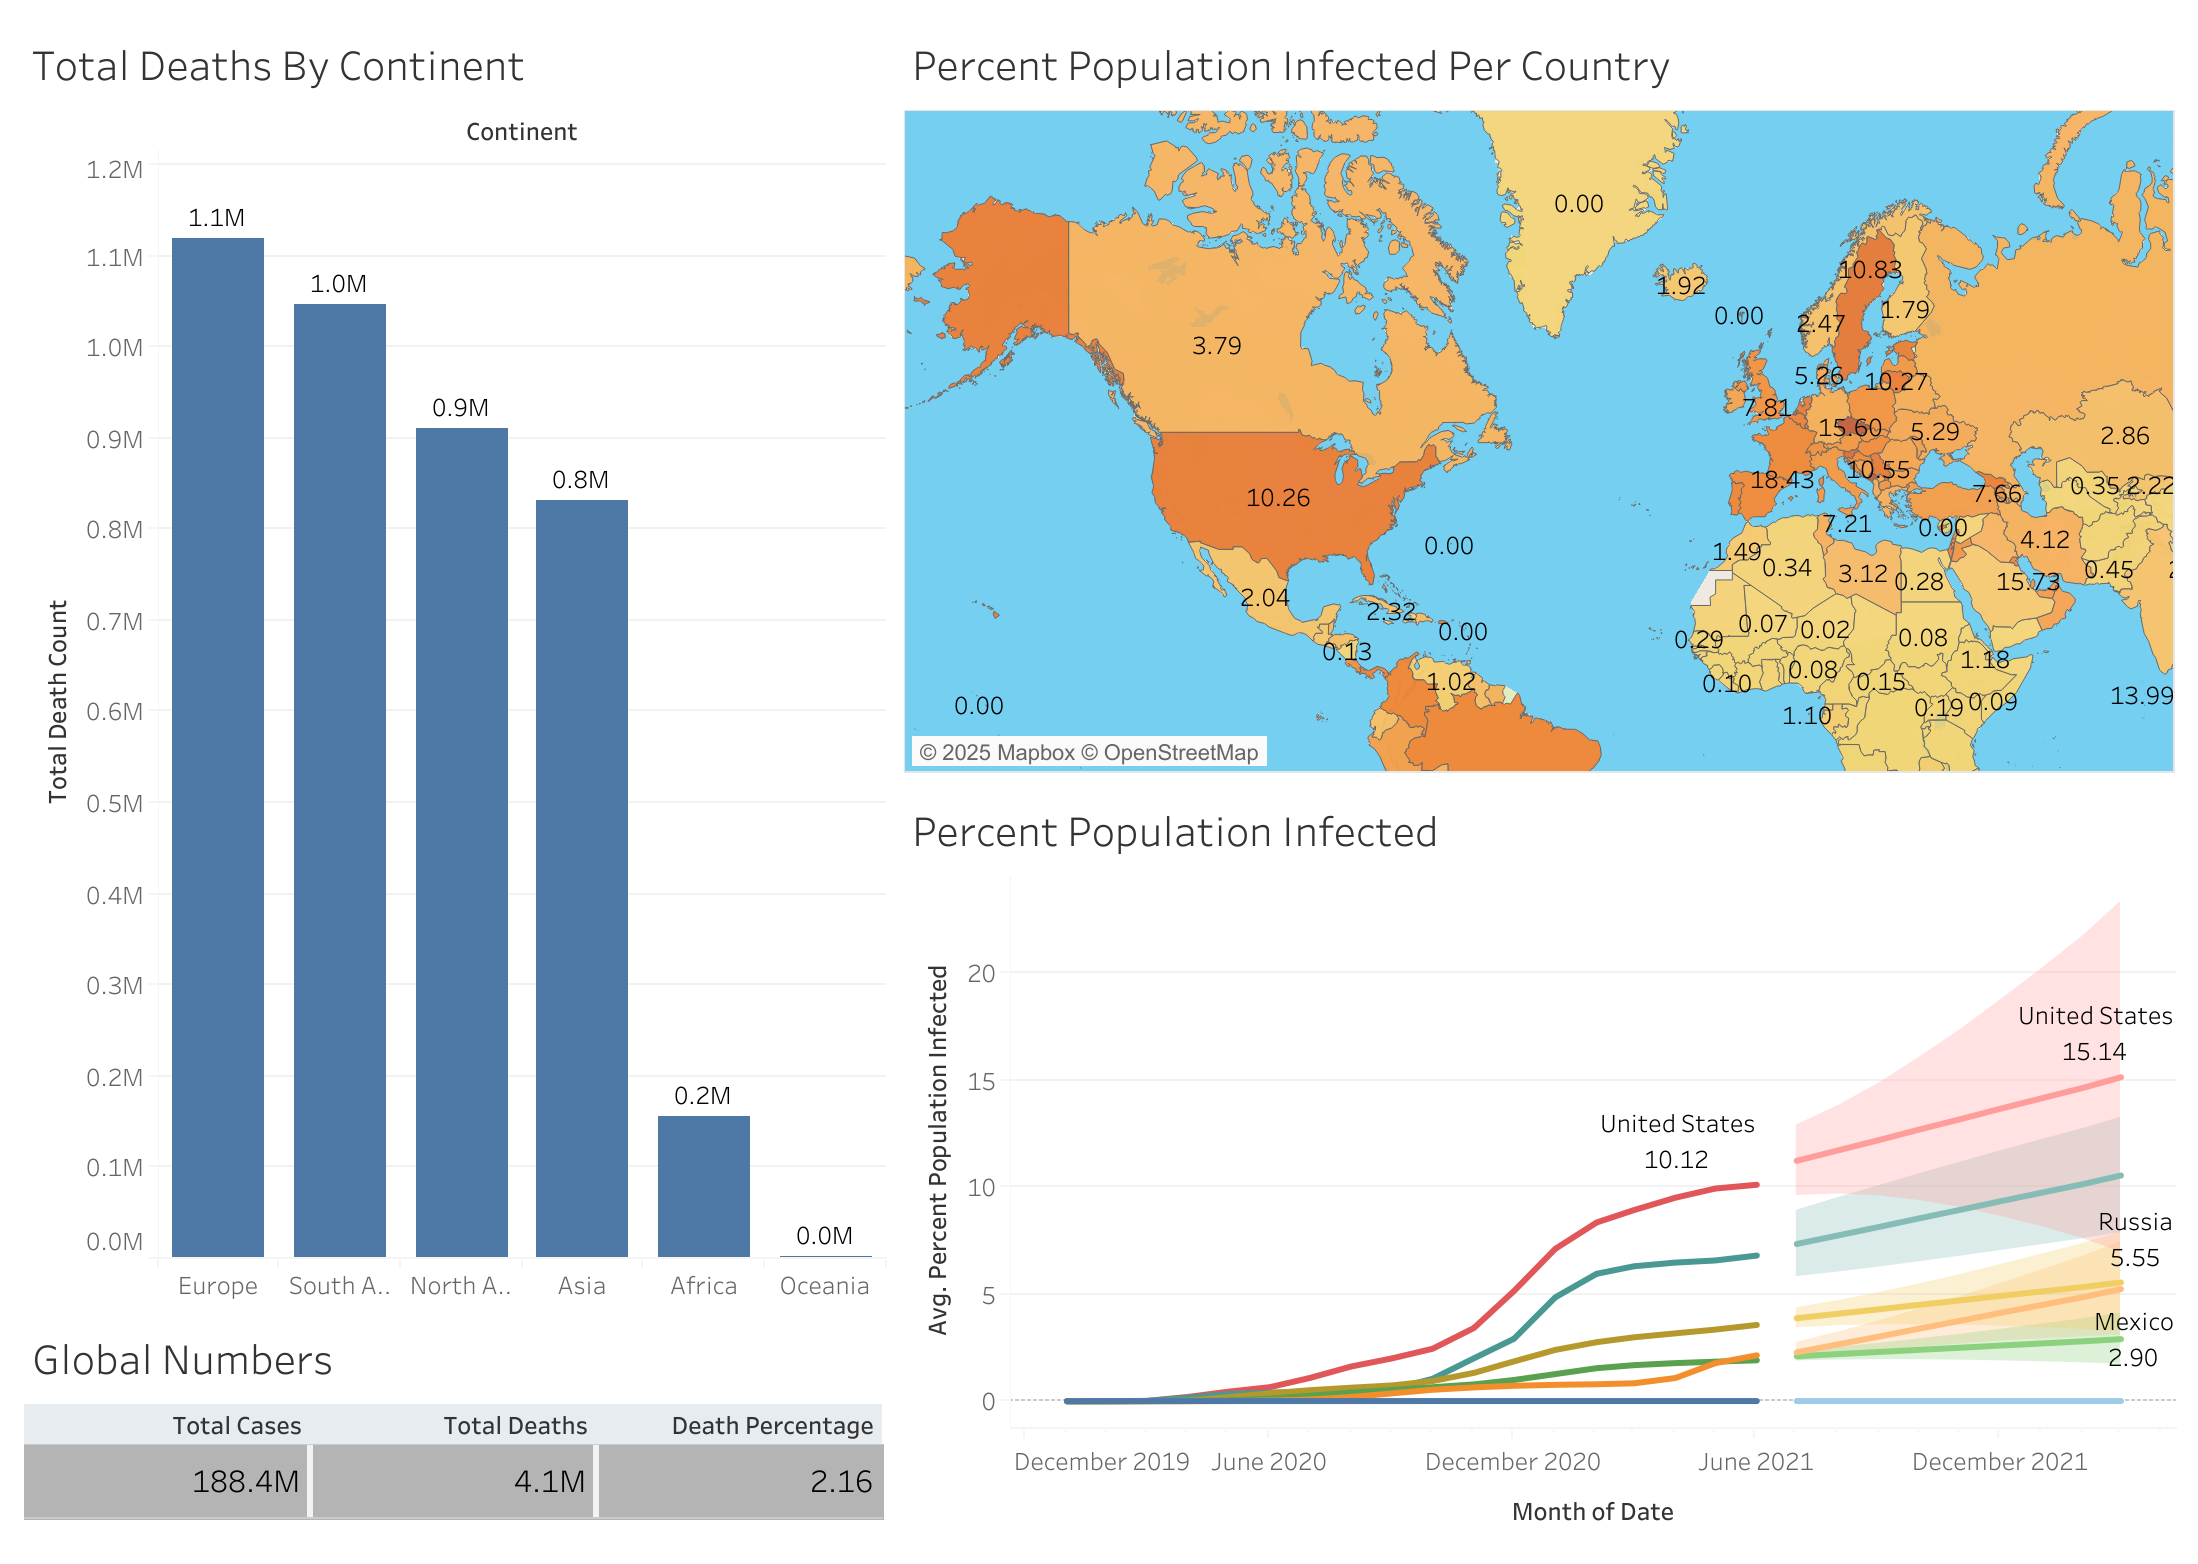 Total Deaths By Continent
Continent
1.2M
1.1M
1.0M
0.9M
0.8M
0.7M
0.6M
0.5M
0.4M
0.3M
0.2M
0.1M
0.0M
Total Death Count
1.1M
1.0M
0.9M
0.8M
0.2M
0.0M
Europe
South A..
North A..
Asia
Africa
Oceania
Global Numbers
Total Cases Total Deaths Death Percentage
188.4M 4.1M 2.16
Percent Population Infected Per Country
0.00
10.83
1.92
0.00
1.79
2.47
3.79
5.26
10.27
7.81
15.60
5.29
2.86
10.55
18.43
0.35
2.22
7.66
10.26
7.21
0.00
4.12
0.00
1.49
0.34
3.12
0.28
15.73
0.45
2.04
2.32
0.00
0.07
0.02
0.08
0.29
0.13
1.18
0.08
1.02
0.10
0.15
13.99
0.00
1.10
0.19
0.09
© 2025 Mapbox © OpenStreetMap
Percent Population Infected
Avg. Percent Population Infected
20
15
10
5
0
United States
10.12
United States
15.14
Russia
5.55
Mexico
2.90
December 2019
June 2020
December 2020
June 2021
December 2021
Month of Date